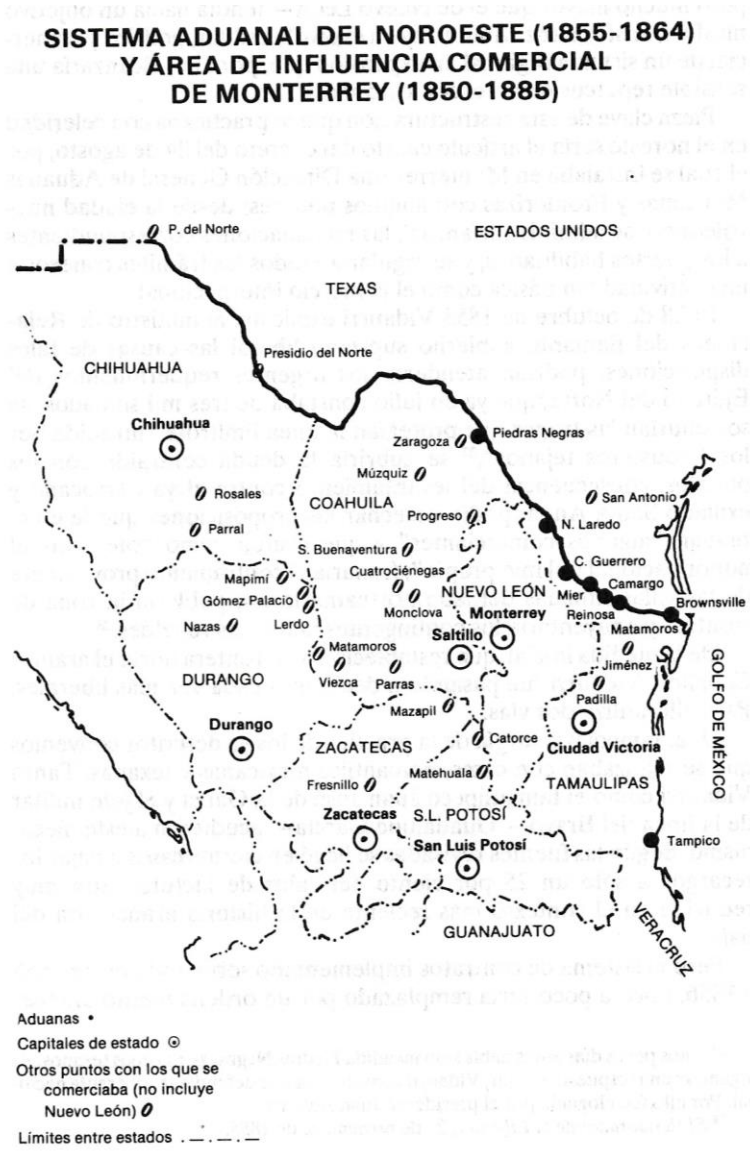 SISTEMA ADUANAL DEL NOROESTE (1855-1864)
Y AREA DE INFLUENCIA COMERCIAL
DE MONTERREY (1850-1885)
P. del Norte
ESTADOS UNIDOS
TEXAS
Presidio del Norte
CHIHUAHUA
Chihuahua
Zaragoza
Piedras Negras
Múzquiz
Rosales
COAHUILA
San Antonio
Progreso
N. Laredo
S. Buenaventura
Cuatrociénegas
C. Guerrero
Mapimí
NUEVO LEÓN
Mier
Camargo
Gómez Palacio
Monclova
Monterrey
Reinosa
Brownsville
Nazas
Lerdo
Saltillo
Matamoros
Matamoros
Jiménez
DURANGO
Viezca
Parras
Padilla
Mazapil
GOLFO DE MÉXICO
Durango
Catorce
Ciudad Victoria
ZACATECAS
Matehuala
TAMAULIPAS
Fresnillo
S.L. POTOSÍ
Zacatecas
San Luis Potosí
Tampico
GUANAJUATO
VERACRUZ
Aduanas
Capitales de estado
Otros puntos con los que se
comerciaba (no incluye
Nuevo León)
Límites entre estados